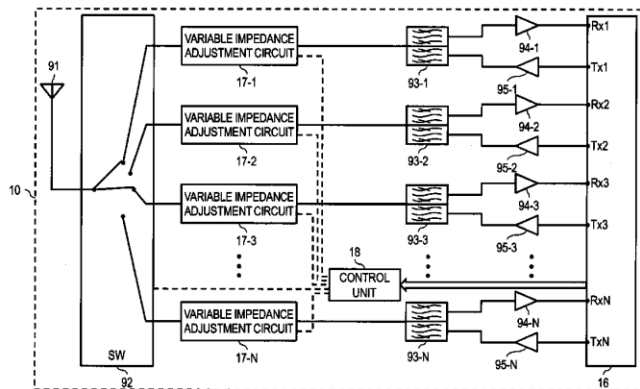 91
VARIABLE IMPEDANCE
ADJUSTMENT CIRCUIT
17-1
93-1
94-1
Rx1
95-1
Tx1
VARIABLE IMPEDANCE
ADJUSTMENT CIRCUIT
17-2
93-2
94-2
Rx2
95-2
Tx2
10
VARIABLE IMPEDANCE
ADJUSTMENT CIRCUIT
17-3
93-3
94-3
Rx3
95-3
Tx3
18
CONTROL
UNIT
VARIABLE IMPEDANCE
ADJUSTMENT CIRCUIT
17-N
93-N
94-N
RxN
95-N
TxN
SW
92
16